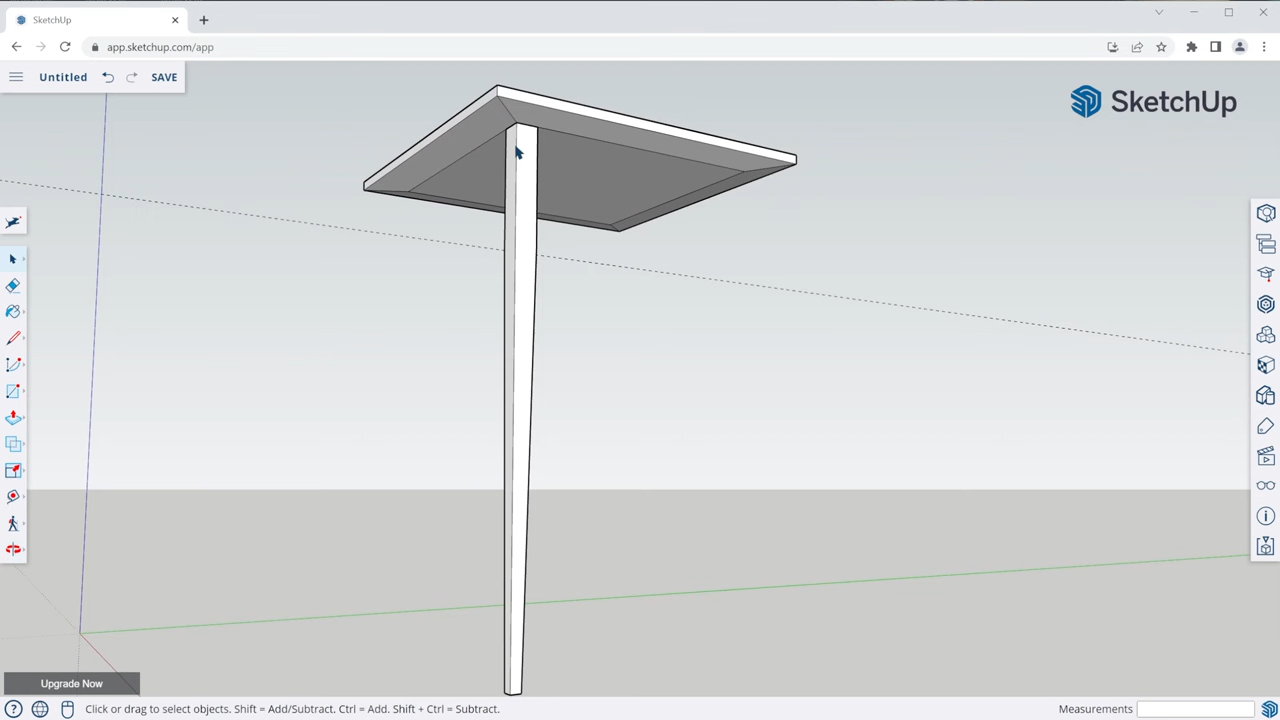 SketchUp
app.sketchup.com/app
Untitled
SAVE
SketchUp
Upgrade Now
Click or drag to select objects. Shift = Add/Subtract. Ctrl = Add. Shift + Ctrl = Subtract.
Measurements